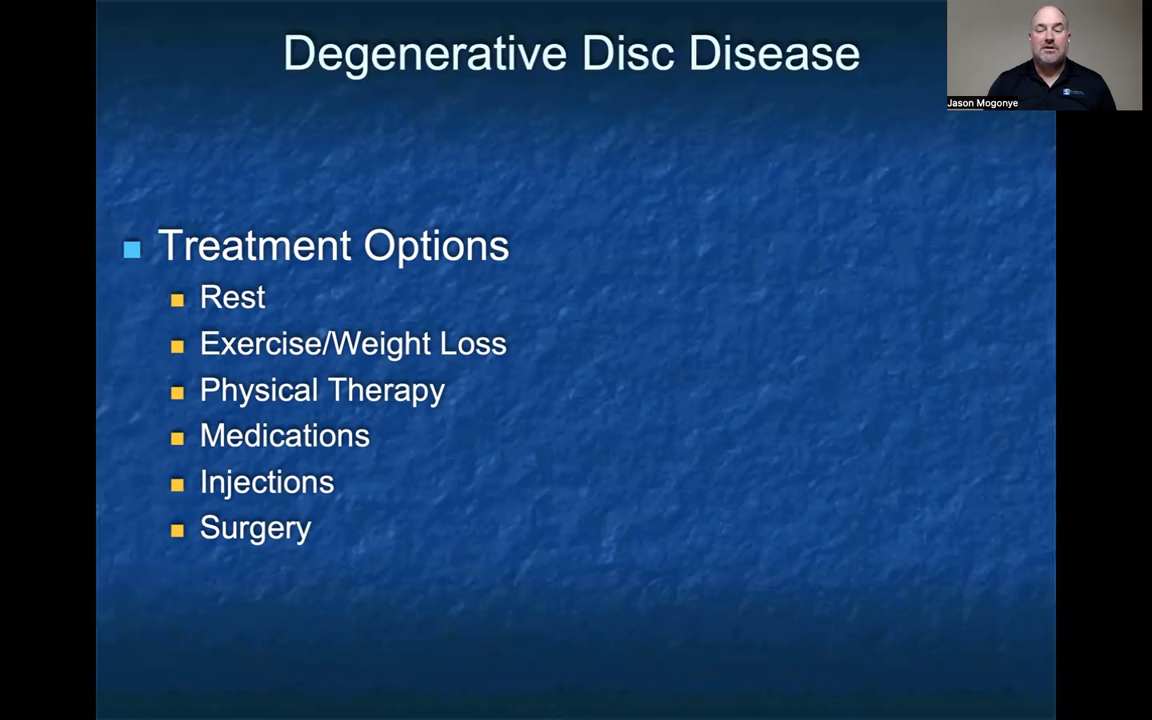 Degenerative Disc Disease
Jason Mogonye
Treatment Options
Rest
Exercise/Weight Loss
Physical Therapy
Medications
Injections
Surgery